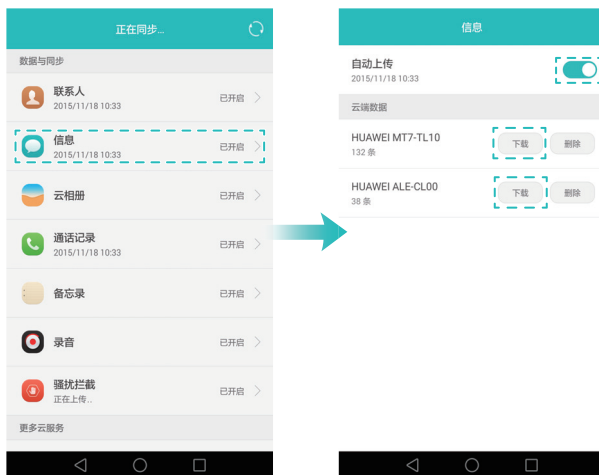 正在同步...
数据与同步
联系人
2015/11/18 10:33
已开启
信息
2015/11/18 10:33
已开启
云相册
已开启
通话记录
2015/11/18 10:33
已开启
备忘录
已开启
录音
已开启
骚扰拦截
正在上传..
已开启
更多云服务
信息
自动上传
2015/11/18 10:33
云端数据
HUAWEI MT7-TL10
132 条
下载
删除
HUAWEI ALE-CL00
38 条
下载
删除